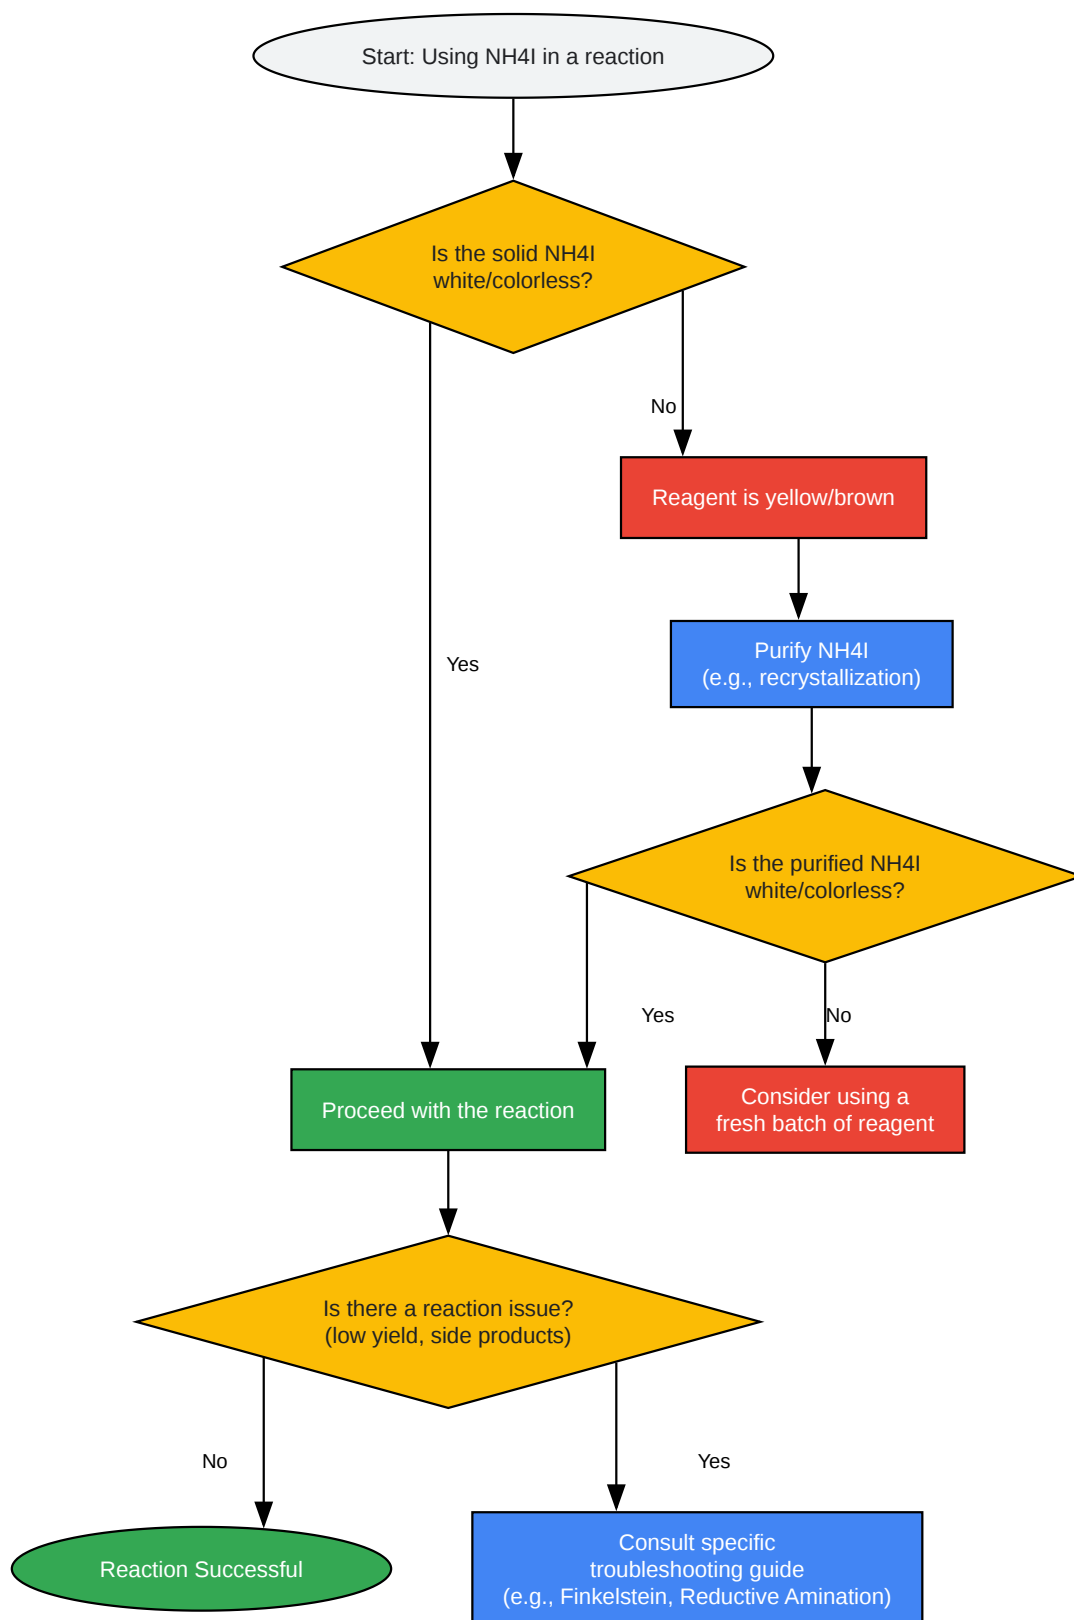 Start: Using NH4I in a reaction
Is the solid NH4I
white/colorless?
No
Reagent is yellow/brown
Yes
Purify NH4I
(e.g., recrystallization)
Is the purified NH4I
white/colorless?
Yes
No
Proceed with the reaction
Consider using a
fresh batch of reagent
Is there a reaction issue?
(low yield, side products)
No
Yes
Reaction Successful
Consult specific
troubleshooting guide
(e.g., Finkelstein, Reductive Amination)